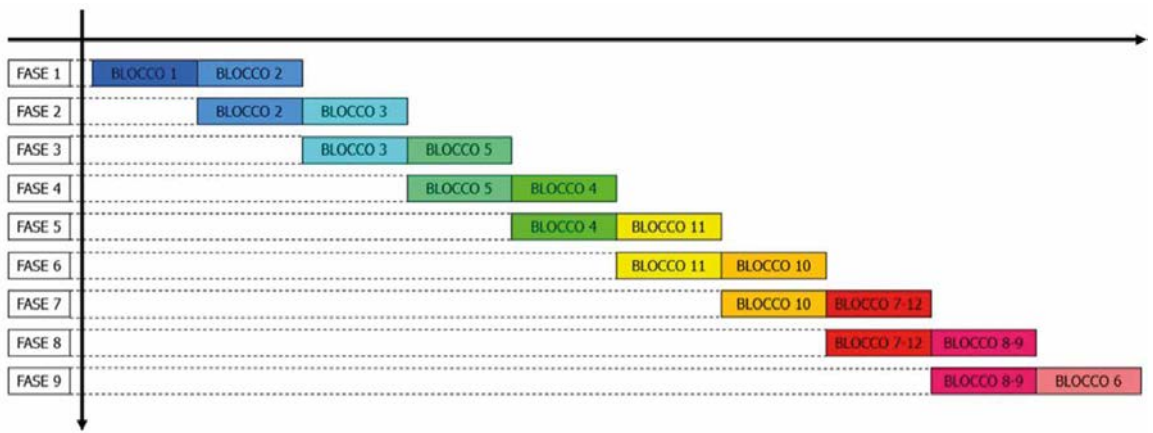 FASE 1 BLOCCO 1 BLOCCO 2
FASE 2 BLOCCO 2 BLOCCO 3
FASE 3 BLOCCO 3 BLOCCO 5
FASE 4 BLOCCO 5 BLOCCO 4
FASE 5 BLOCCO 4 BLOCCO 11
FASE 6 BLOCCO 11 BLOCCO 10
FASE 7 BLOCCO 10 BLOCCO 7-12
FASE 8 BLOCCO 7-12 BLOCCO 8-9
FASE 9 BLOCCO 8-9 BLOCCO 6